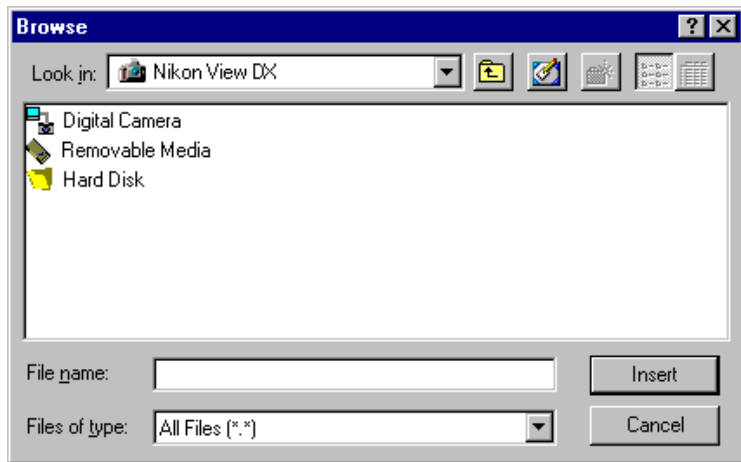 Browse
Look in: Nikon View DX
Digital Camera
Removable Media
Hard Disk
File name: Insert
Files of type: All Files (*.*) Cancel